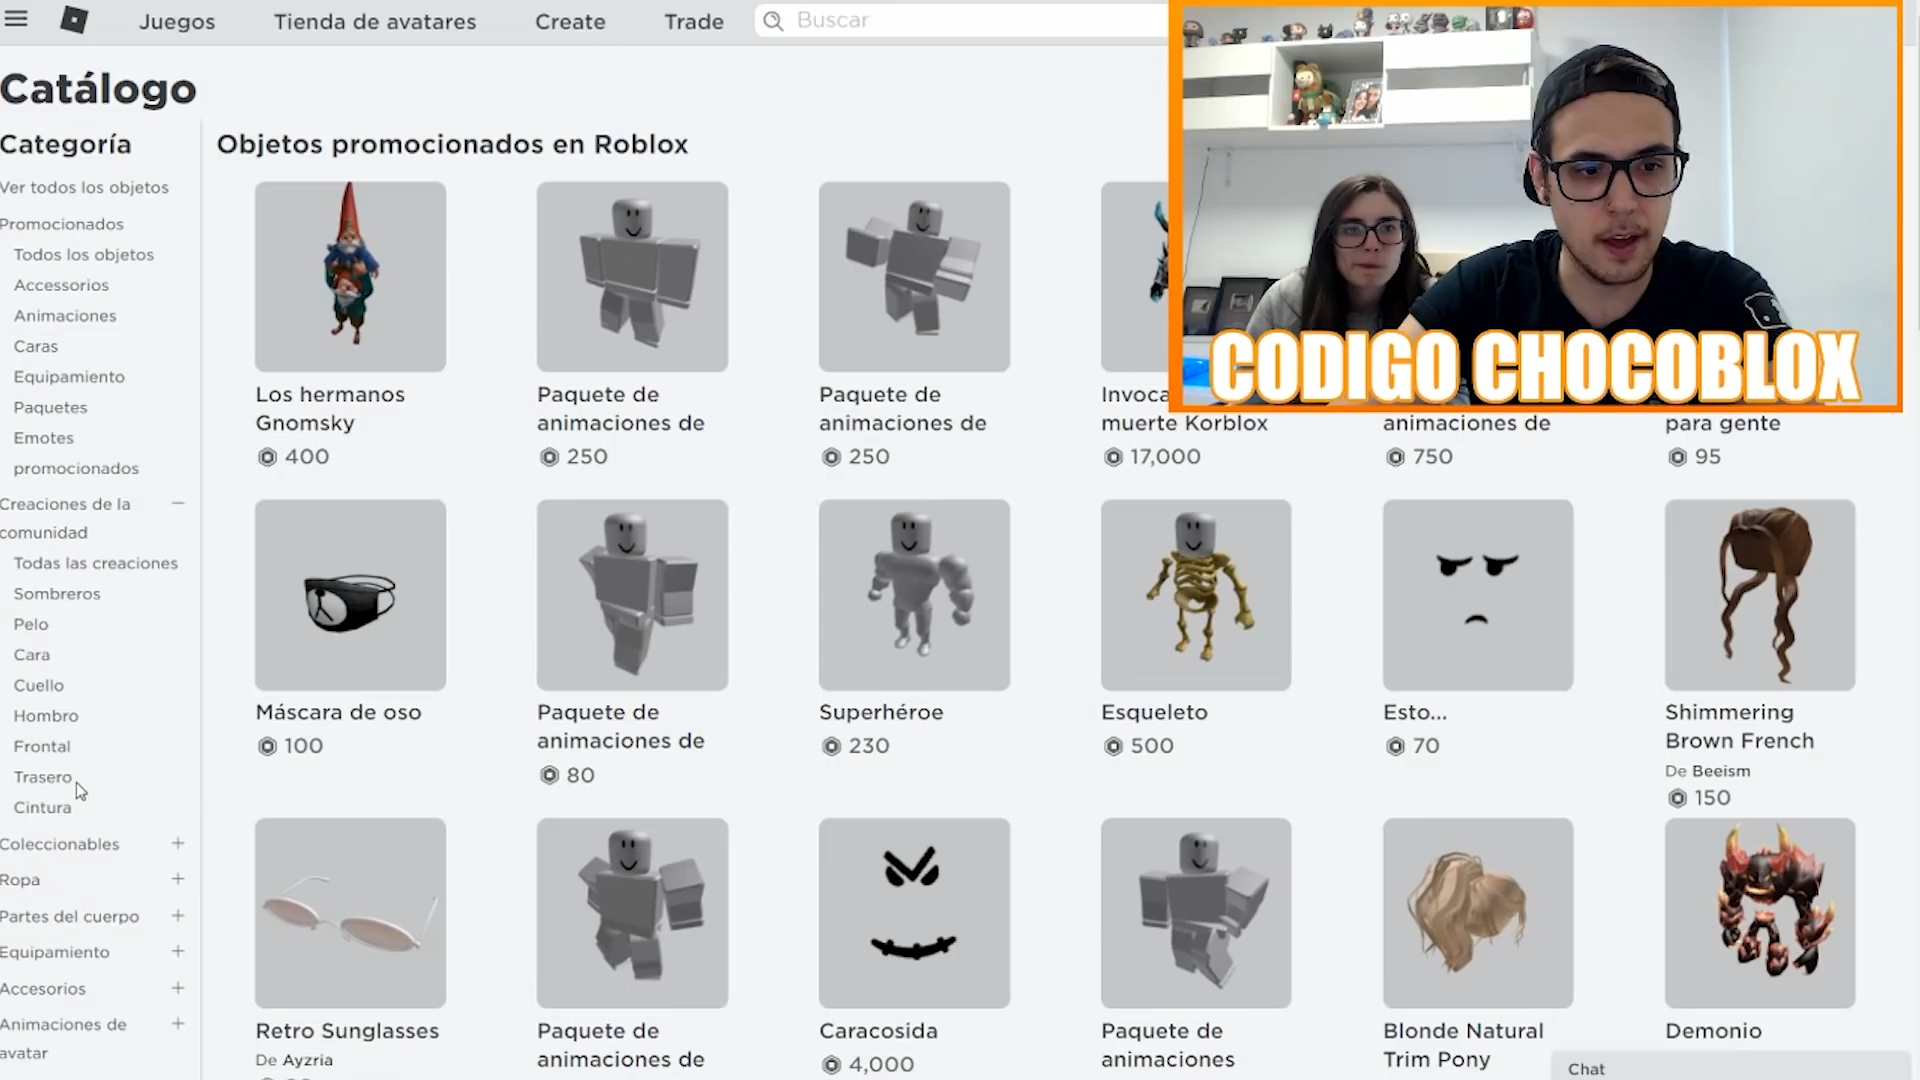 Juegos
Tienda de avatares
Create
Trade
Buscar
Catálogo
Categoría
Ver todos los objetos
Promocionados
Todos los objetos
Accessorios
Animaciones
Caras
Equipamiento
Paquetes
Emotes
promocionados
Creaciones de la
comunidad
Todas las creaciones
Sombreros
Pelo
Cara
Cuello
Hombro
Frontal
Trasero
Cintura
Coleccionables
Ropa
Partes del cuerpo
Equipamiento
Accesorios
Animaciones de
avatar
Objetos promocionados en Roblox
Los hermanos
Gnomsky
400
Paquete de
animaciones de
250
Paquete de
animaciones de
250
Invoca
muerte Korblox
17,000
animaciones de
750
para gente
95
CODIGO CHOCOBLOX
Máscara de oso
100
Paquete de
animaciones de
80
Superhéroe
230
Esqueleto
500
Esto...
70
Shimmering
Brown French
De Beeism
150
Retro Sunglasses
De Ayzria
Paquete de
animaciones de
Caracosida
4,000
Paquete de
animaciones
Blonde Natural
Trim Pony
Demonio
Chat